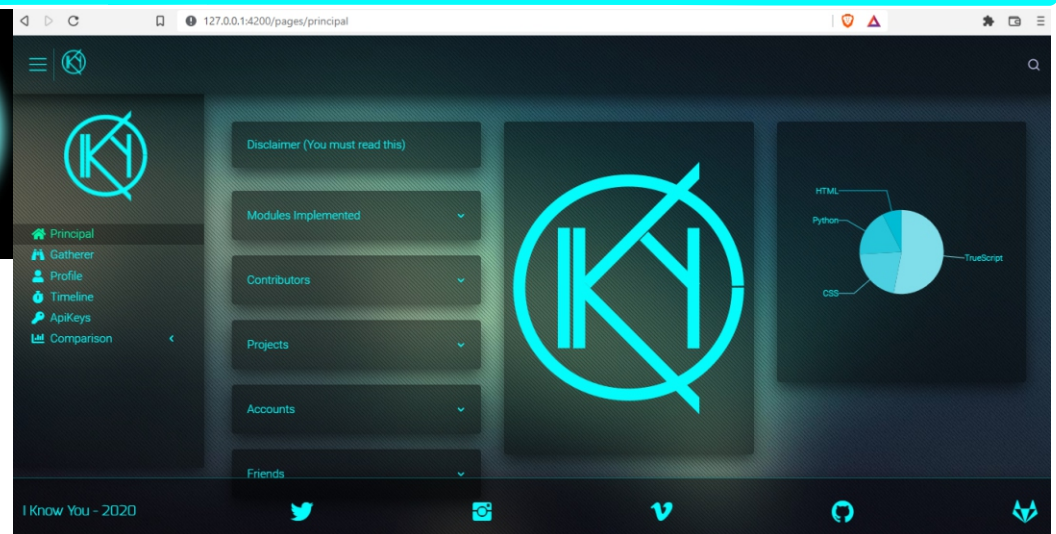 127.0.0.1:4200/pages/principal
Principal
Gatherer
Profile
Timeline
ApiKeys
Comparison
Disclaimer (You must read this)
Modules Implemented
Contributors
Projects
Accounts
Friends
HTML
Python
CSS
TrueScript
I Know You - 2020